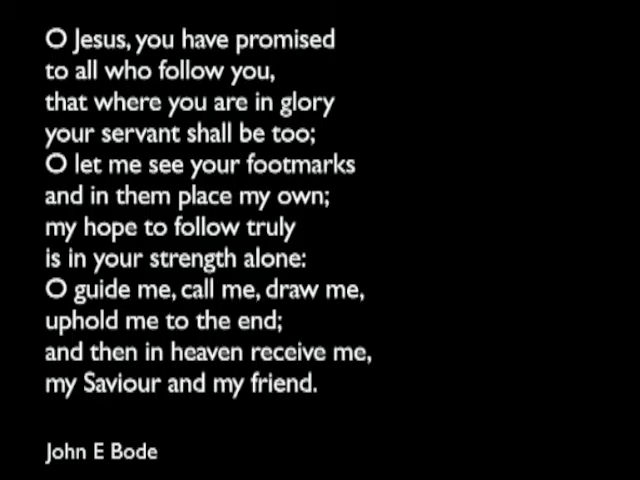 O Jesus, you have promised
to all who follow you,
that where you are in glory
your servant shall be too;
O let me see your footmarks
and in them place my own;
my hope to follow truly
is in your strength alone:
O guide me, call me, draw me,
uphold me to the end;
and then in heaven receive me,
my Saviour and my friend.
John E Bode